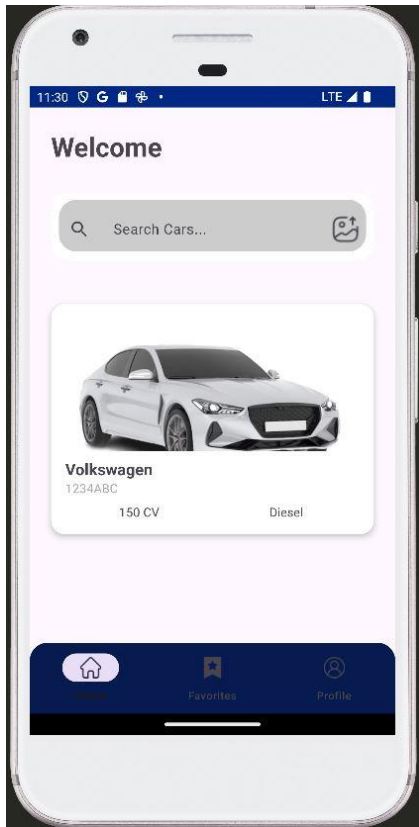 11:30 G LTE
Welcome
Search Cars...
Volkswagen
1234ABC
150 CV Diesel
Favorites Profile